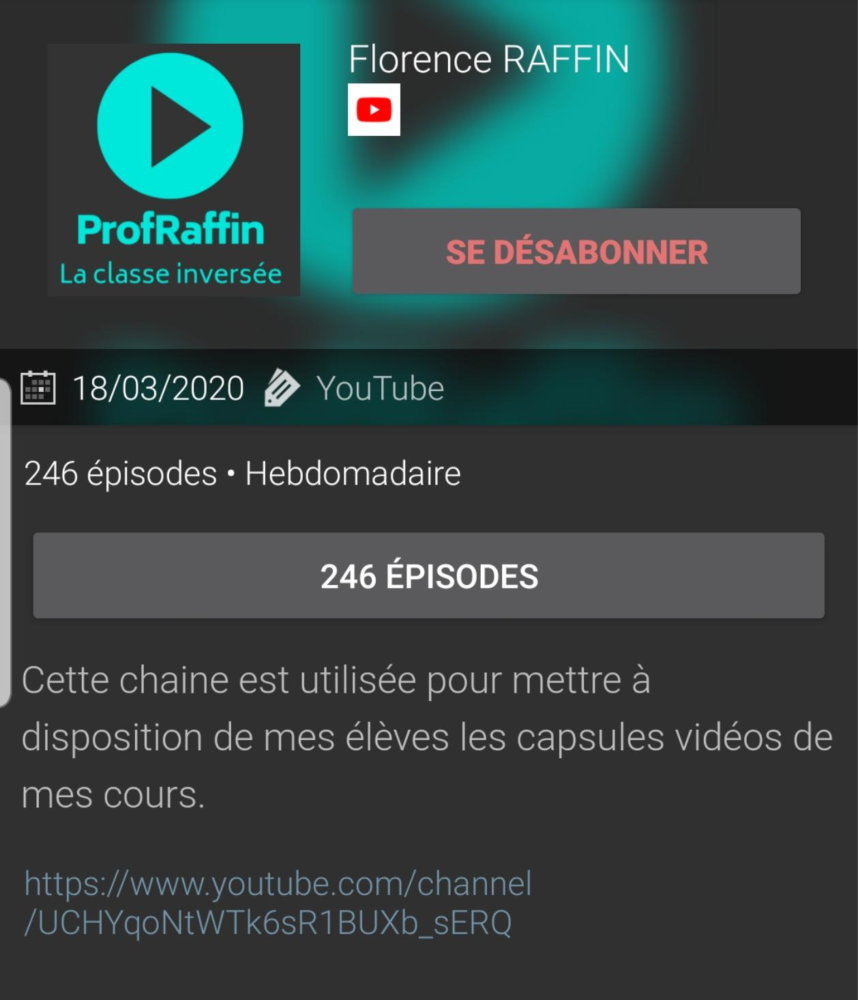 Florence RAFFIN
ProfRaffin
La classe inversée
SE DÉSABONNER
18/03/2020 YouTube
246 épisodes • Hebdomadaire
246 ÉPISODES
Cette chaine est utilisée pour mettre à
disposition de mes élèves les capsules vidéos de
mes cours.
https://www.youtube.com/channel
/UCHYqoNtWTk6sR1BUXb_sERQ